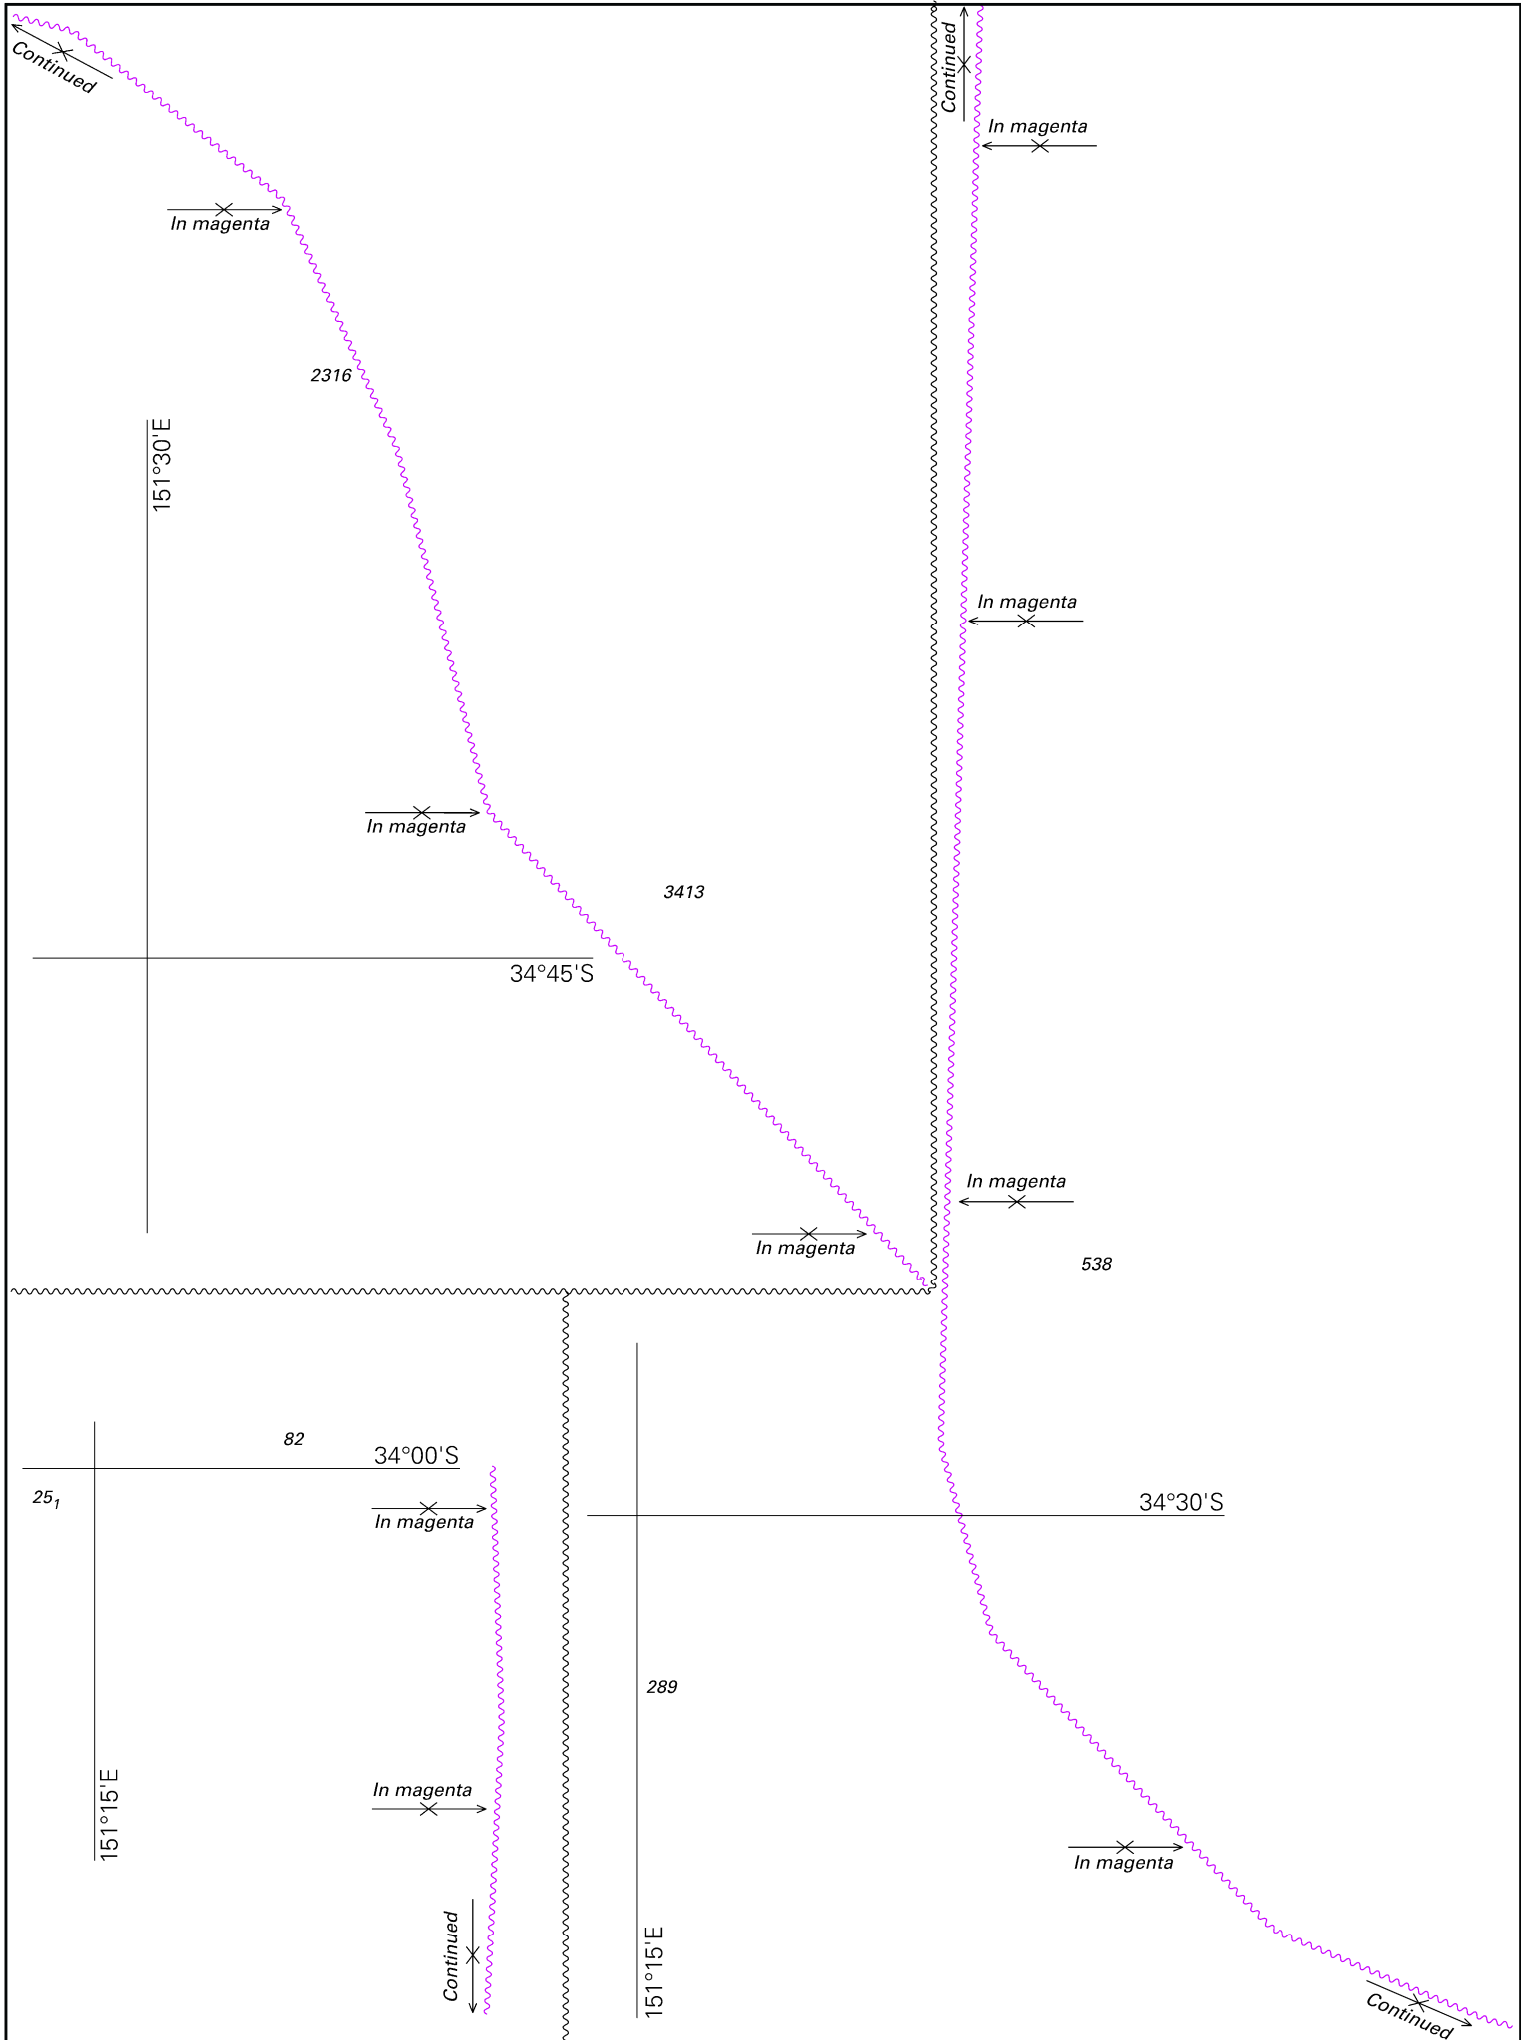 Continued
Continued
In magenta
In magenta
2316
151°30'E
In magenta
In magenta
3413
34°45'S
In magenta
In magenta
538
82
34°00'S
25₁
In magenta
34°30'S
289
In magenta
151°15'E
In magenta
Continued
151°15'E
Continued